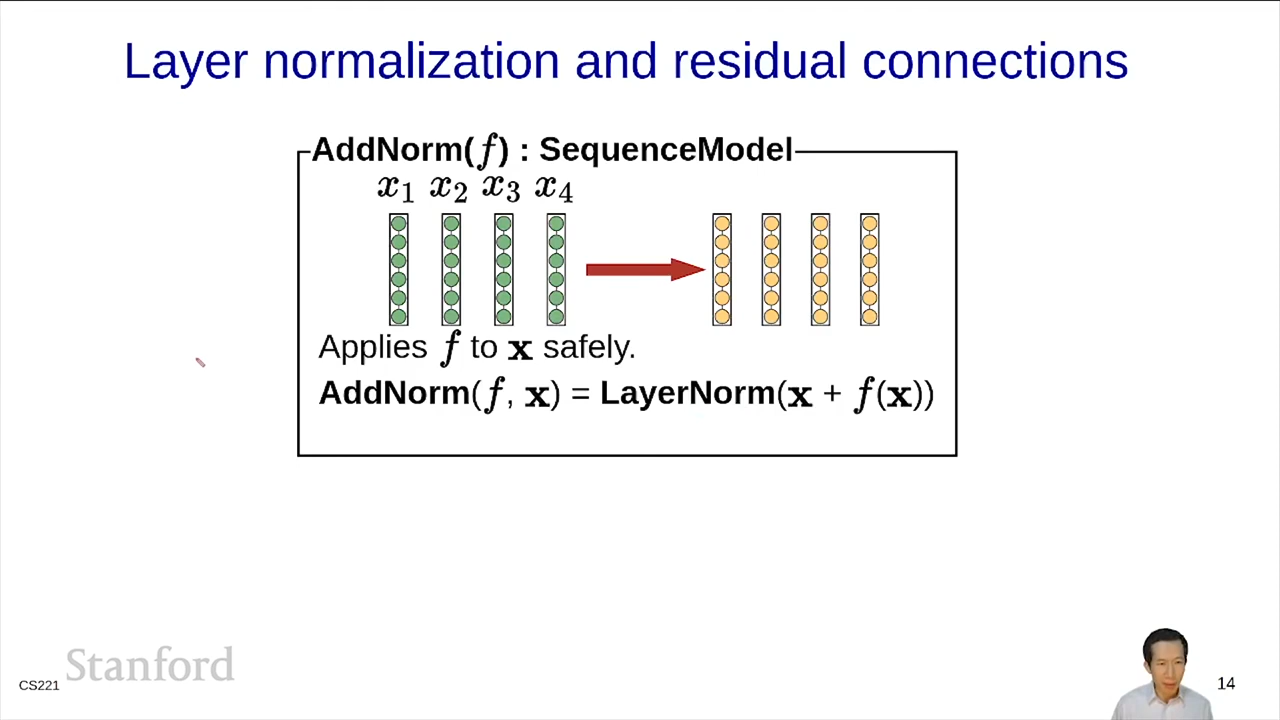 Layer normalization and residual connections
AddNorm(f) : SequenceModel
x₁ x₂ x₃ x₄
Applies f to x safely.
AddNorm(f, x) = LayerNorm(x + f(x))
Stanford
CS221
14